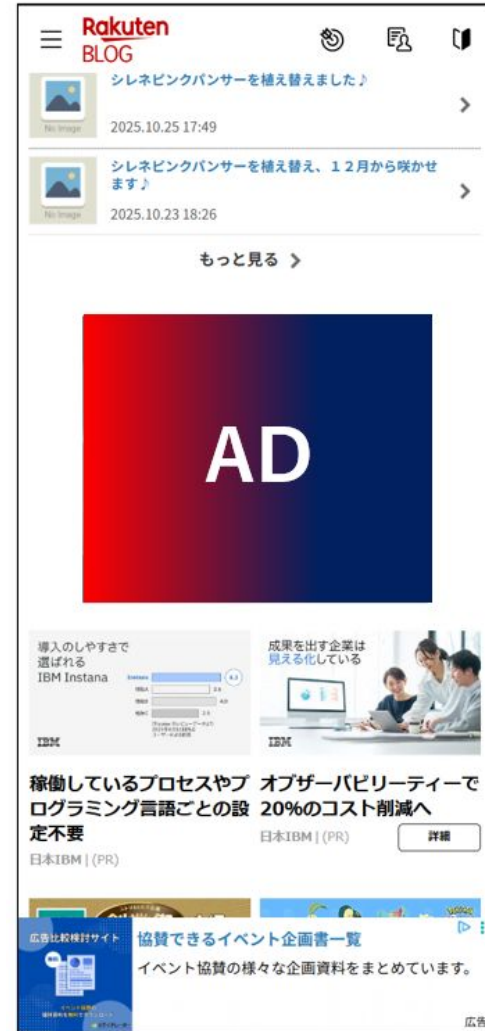 Rakuten
BLOG
シレネピンクパンサーを植え替えました♪
No Image
2025.10.25 17:49
シレネピンクパンサーを植え替え、１２月から咲かせ
ます♪
No Image
2025.10.23 18:26
もっと見る
AD
導入のしやすさで
選ばれる
IBM Instana
Instana
4.3
IBM
成果を出す企業は
見える化している
IBM
稼働しているプロセスやプ
ログラミング言語ごとの設
定不要
日本IBM | (PR)
オブザーバビリーティーで
20%のコスト削減へ
日本IBM | (PR)
詳細
広告比較検討サイト
協賛できるイベント企画書一覧
イベント協賛の様々な企画資料をまとめています。
広告